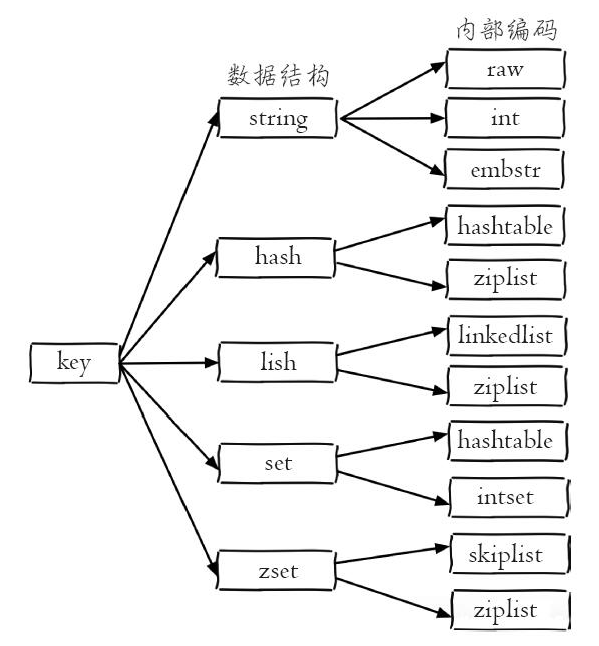 内部编码
数据结构
key
string
raw
int
embstr
hash
hashtable
ziplist
lish
linkedlist
ziplist
set
hashtable
intset
zset
skiplist
ziplist